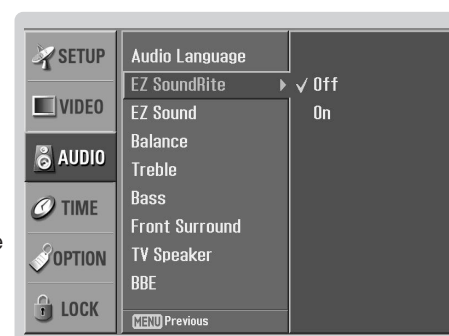 SETUP
VIDEO
AUDIO
TIME
OPTION
LOCK
Audio Language
EZ SoundRite
EZ Sound
Balance
Treble
Bass
Front Surround
TV Speaker
BBE
MENU Previous
✓ Off
On
e